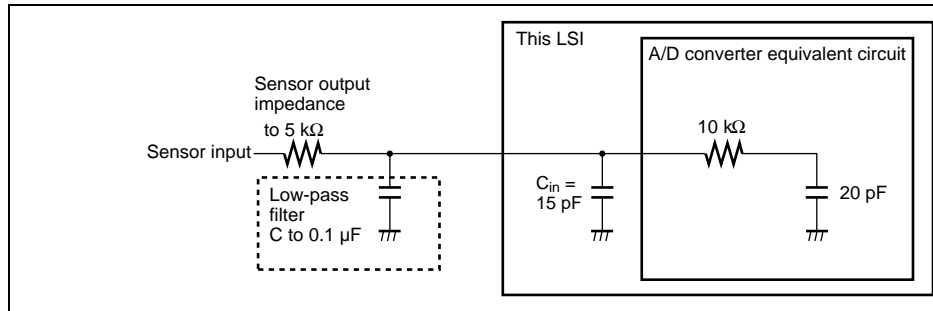 This LSI
A/D converter equivalent circuit
Sensor output
impedance
to 5 kΩ
10 kΩ
Sensor input
Low-pass
filter
C to 0.1 µF
Cin =
15 pF
20 pF